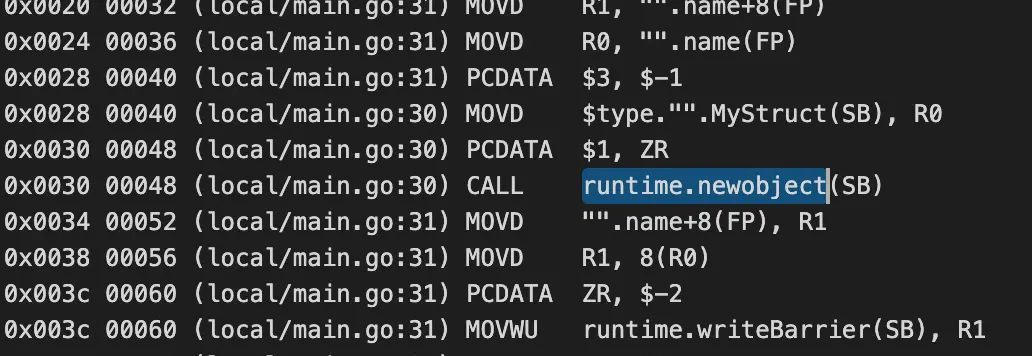 0x0020 00032 (local/main.go:31) MOVD R1, "".name+8(FP)
0x0024 00036 (local/main.go:31) MOVD R0, "".name(FP)
0x0028 00040 (local/main.go:31) PCDATA $3, $-1
0x0028 00040 (local/main.go:30) MOVD $type."".MyStruct(SB), R0
0x0030 00048 (local/main.go:30) PCDATA $1, ZR
0x0030 00048 (local/main.go:30) CALL runtime.newobject(SB)
0x0034 00052 (local/main.go:31) MOVD "".name+8(FP), R1
0x0038 00056 (local/main.go:31) MOVD R1, 8(R0)
0x003c 00060 (local/main.go:31) PCDATA ZR, $-2
0x003c 00060 (local/main.go:31) MOVWU runtime.writeBarrier(SB), R1